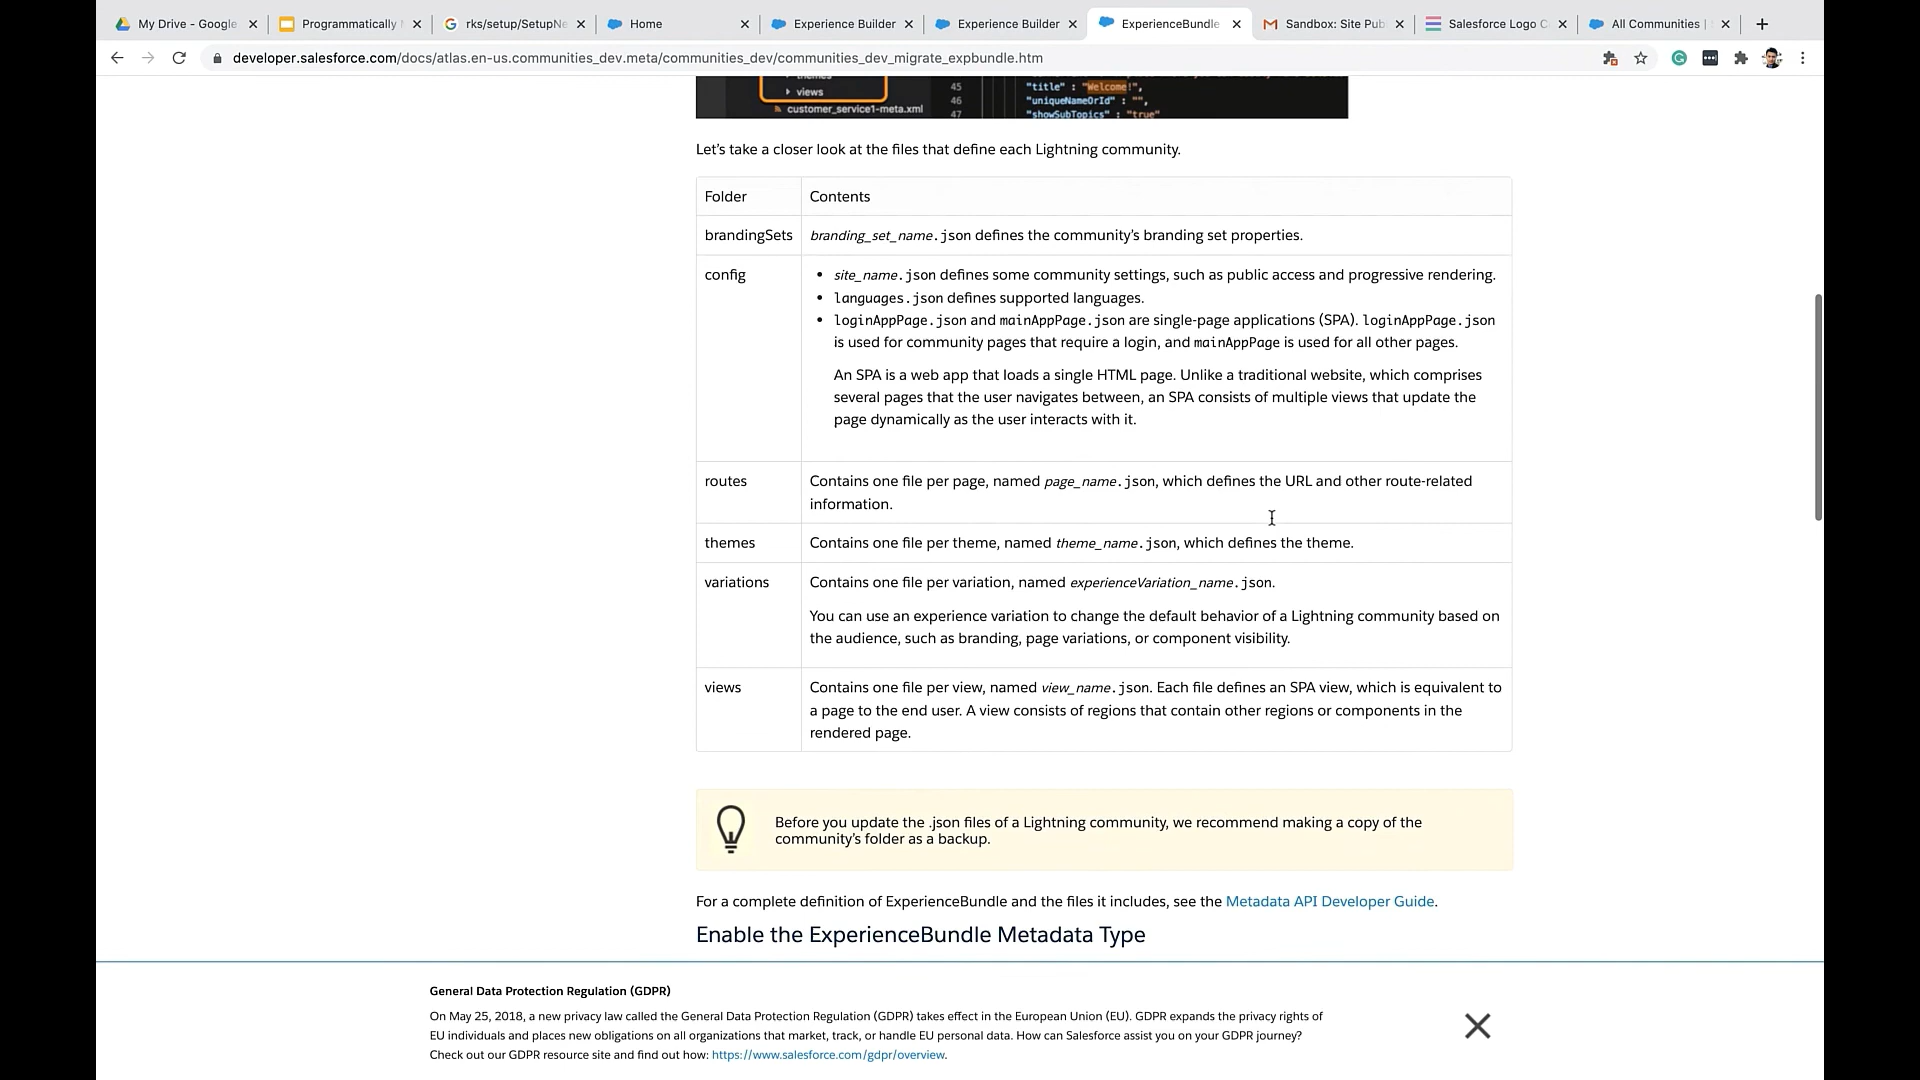 My Drive - Google
Programmatically
rks/setup/SetupNe
Home
Experience Builder
Experience Builder
ExperienceBundle
Sandbox: Site Pub
Salesforce Logo C
All Communities | S
developer.salesforce.com/docs/atlas.en-us.communities_dev.meta/communities_dev/communities_dev_migrate_expbundle.htm
themes
views
customer_service1-meta.xml
45 "title" : "Welcome!",
46 "uniqueNameOrId" : "",
47 "showSubTopics" : "true"
Let's take a closer look at the files that define each Lightning community.
Folder Contents
brandingSets branding_set_name.json defines the community's branding set properties.
config • site_name.json defines some community settings, such as public access and progressive rendering.
• languages.json defines supported languages.
• loginAppPage.json and mainAppPage.json are single-page applications (SPA). loginAppPage.json
is used for community pages that require a login, and mainAppPage is used for all other pages.
An SPA is a web app that loads a single HTML page. Unlike a traditional website, which comprises
several pages that the user navigates between, an SPA consists of multiple views that update the
page dynamically as the user interacts with it.
routes Contains one file per page, named page_name.json, which defines the URL and other route-related
information.
themes Contains one file per theme, named theme_name.json, which defines the theme.
variations Contains one file per variation, named experienceVariation_name.json.
You can use an experience variation to change the default behavior of a Lightning community based on
the audience, such as branding, page variations, or component visibility.
views Contains one file per view, named view_name.json. Each file defines an SPA view, which is equivalent to
a page to the end user. A view consists of regions that contain other regions or components in the
rendered page.
Before you update the .json files of a Lightning community, we recommend making a copy of the
community's folder as a backup.
For a complete definition of ExperienceBundle and the files it includes, see the Metadata API Developer Guide.
Enable the ExperienceBundle Metadata Type
General Data Protection Regulation (GDPR)
On May 25, 2018, a new privacy law called the General Data Protection Regulation (GDPR) takes effect in the European Union (EU). GDPR expands the privacy rights of
EU individuals and places new obligations on all organizations that market, track, or handle EU personal data. How can Salesforce assist you on your GDPR journey?
Check out our GDPR resource site and find out how: https://www.salesforce.com/gdpr/overview.